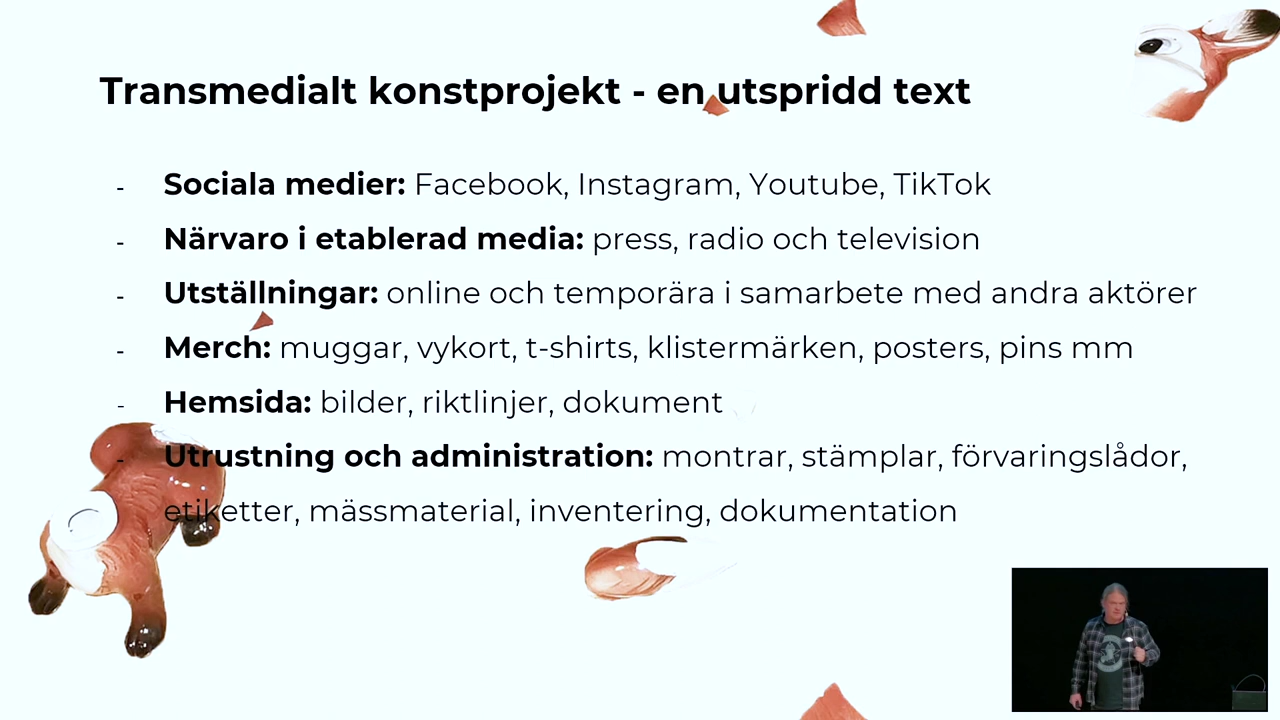 Transmedialt konstprojekt - en utspridd text
- Sociala medier: Facebook, Instagram, Youtube, TikTok
- Närvaro i etablerad media: press, radio och television
- Utställningar: online och temporära i samarbete med andra aktörer
- Merch: muggar, vykort, t-shirts, klistermärken, posters, pins mm
- Hemsida: bilder, riktlinjer, dokument
- Utrustning och administration: montrar, stämplar, förvaringslådor,
etiketter, mässmaterial, inventering, dokumentation